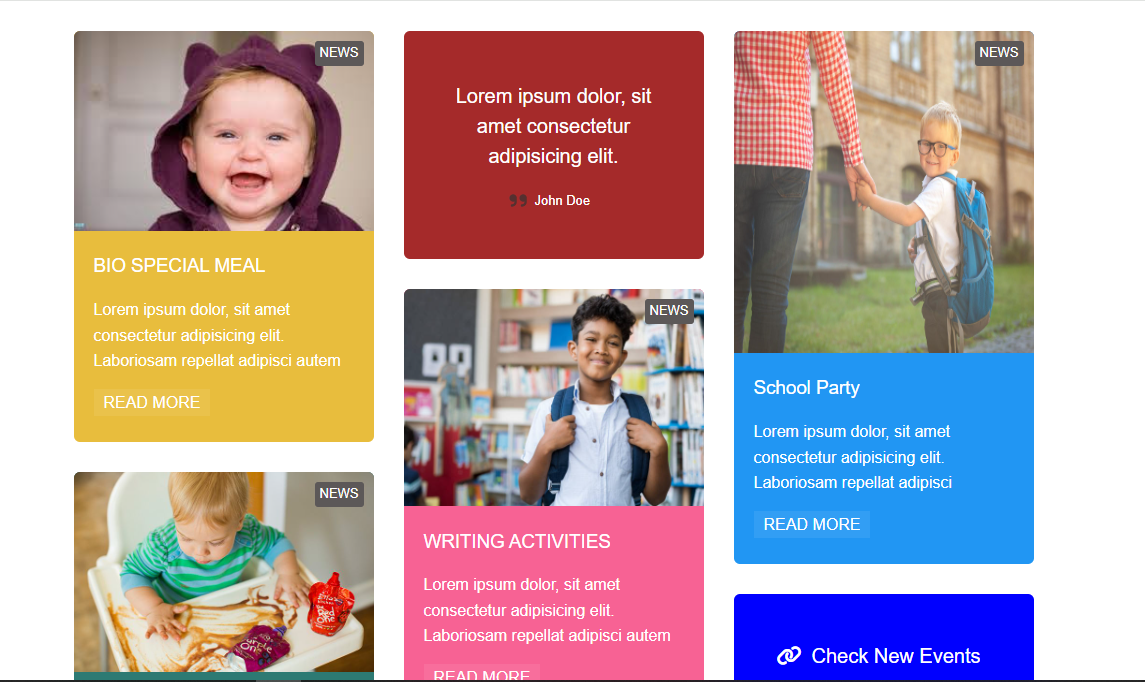 NEWS
BIO SPECIAL MEAL
Lorem ipsum dolor, sit amet
consectetur adipisicing elit.
Laboriosam repellat adipisci autem
READ MORE
NEWS
Lorem ipsum dolor, sit
amet consectetur
adipisicing elit.
John Doe
NEWS
WRITING ACTIVITIES
Lorem ipsum dolor, sit amet
consectetur adipisicing elit.
Laboriosam repellat adipisci autem
READ MORE
NEWS
School Party
Lorem ipsum dolor, sit amet
consectetur adipisicing elit.
Laboriosam repellat adipisci
READ MORE
Check New Events